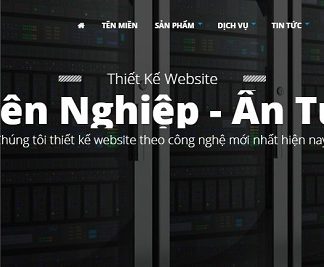 TÊN MIỀN SẢN PHẨM DỊCH VỤ TIN TỨC
Thiết Kế Website
ên Nghiệp - Ấn Tư
Chúng tôi thiết kế website theo công nghệ mới nhất hiện nay